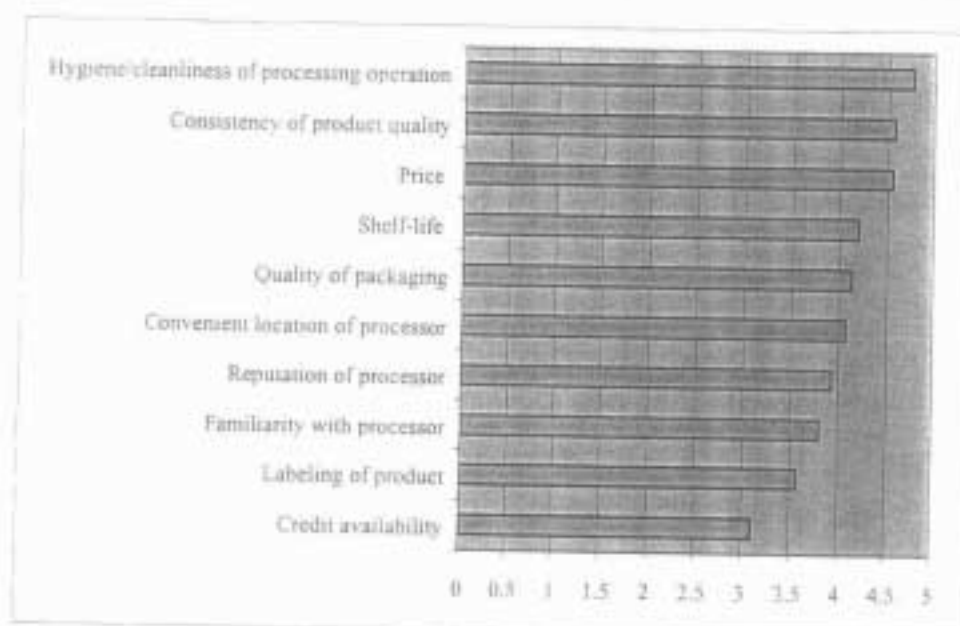 Hygiene/cleanliness of processing operation
Consistency of product quality
Price
Shelf-life
Quality of packaging
Convenient location of processor
Reputation of processor
Familiarity with processor
Labeling of product
Credit availability
0 0.5 1 1.5 2 2.5 3 3.5 4 4.5 5